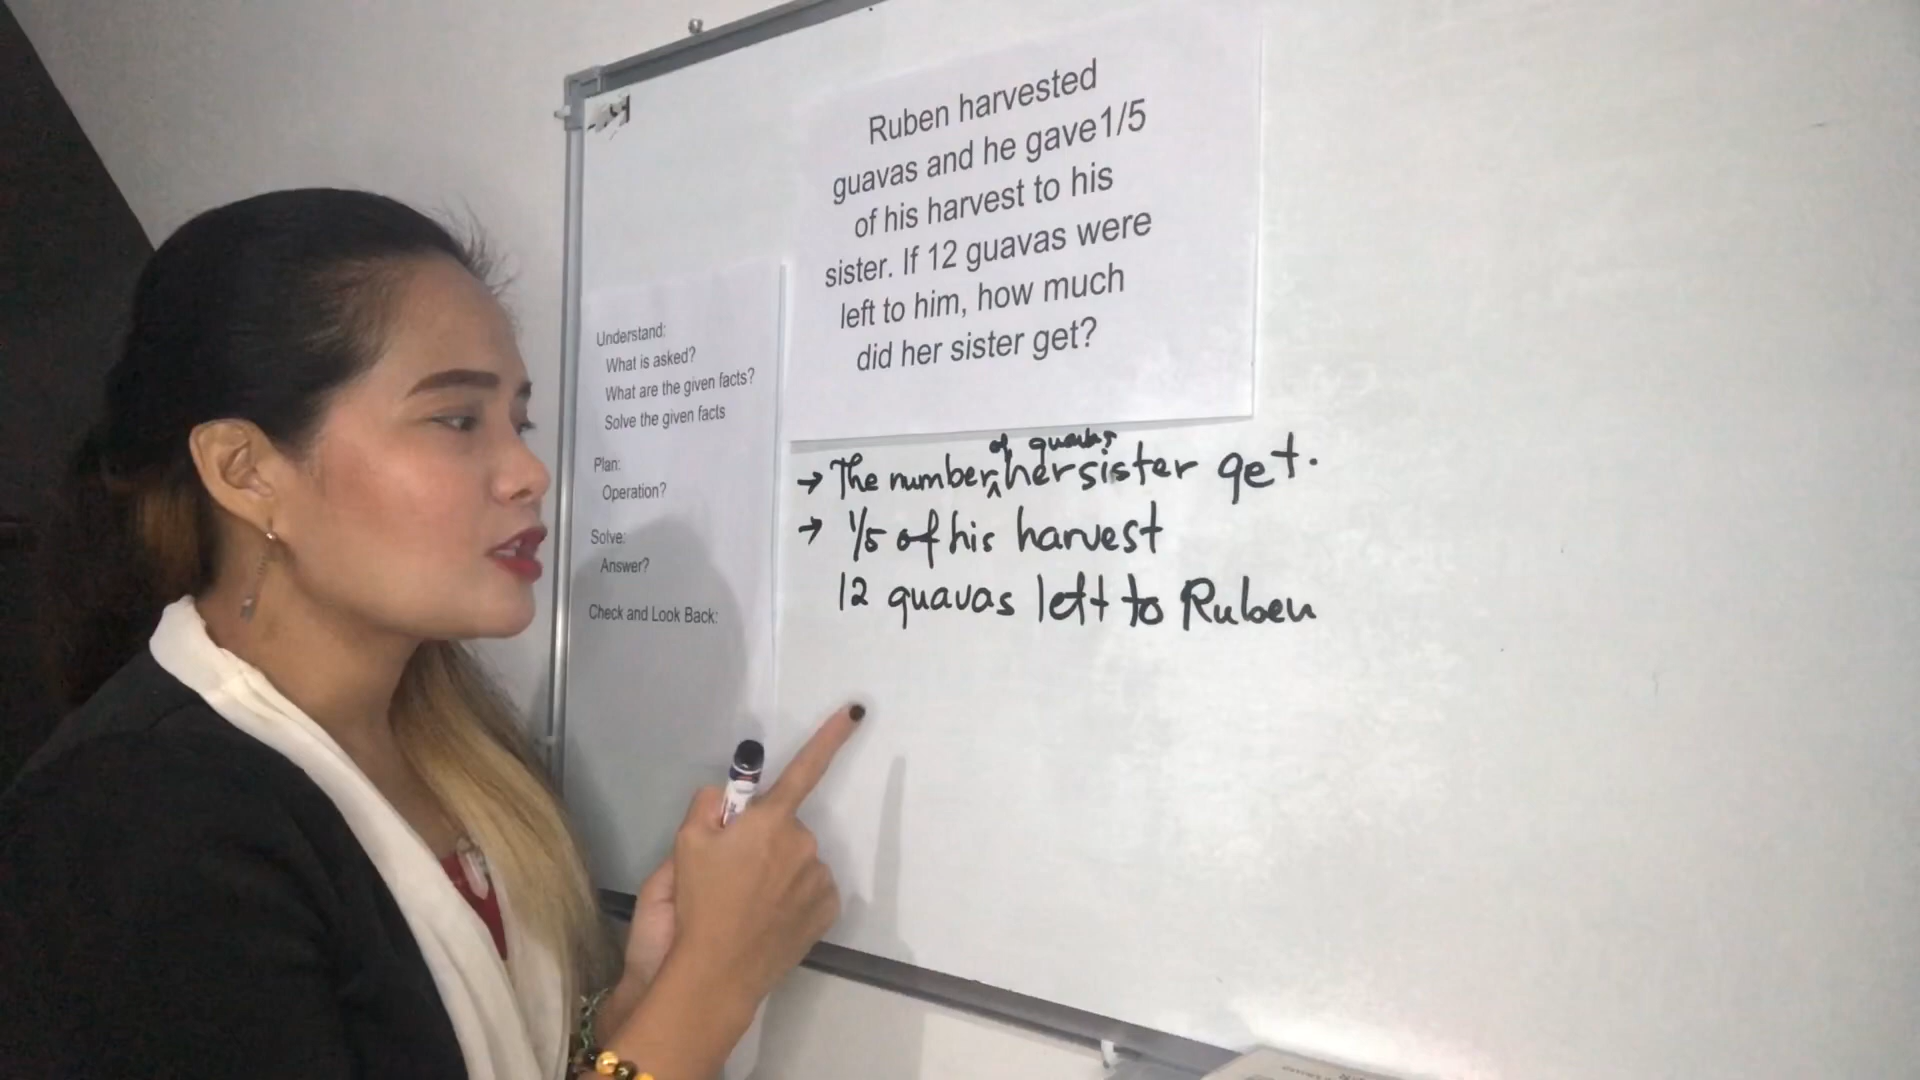 Ruben harvested
guavas and he gave1/5
of his harvest to his
sister. If 12 guavas were
left to him, how much
did her sister get?
Understand:
What is asked?
What are the given facts?
Solve the given facts
Plan:
Operation?
Solve:
Answer?
Check and Look Back:
of guavas
→ The number ^ her sister get.
→ 1/5 of his harvest
12 guavas left to Ruben